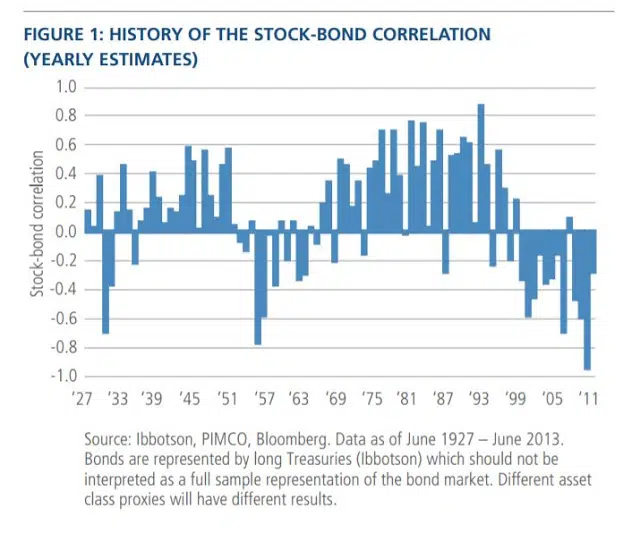 FIGURE 1: HISTORY OF THE STOCK-BOND CORRELATION
(YEARLY ESTIMATES)
Stock-bond correlation
1.0
0.8
0.6
0.4
0.2
0.0
-0.2
-0.4
-0.6
-0.8
-1.0
'27 '33 '39 '45 '51 '57 '63 '69 '75 '81 '87 '93 '99 '05 '11
Source: Ibbotson, PIMCO, Bloomberg. Data as of June 1927 – June 2013.
Bonds are represented by long Treasuries (Ibbotson) which should not be
interpreted as a full sample representation of the bond market. Different asset
class proxies will have different results.